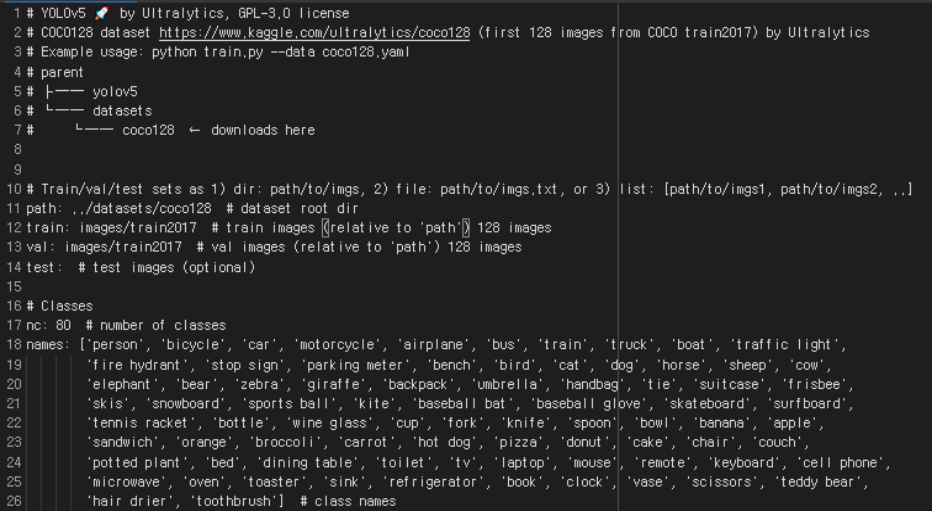 1 # YOLOv5 🚀 by Ultralytics, GPL-3.0 license
2 # COCO128 dataset https://www.kaggle.com/ultralytics/coco128 (first 128 images from COCO train2017) by Ultralytics
3 # Example usage: python train.py --data coco128.yaml
4 # parent
5 # ├── yolov5
6 # └── datasets
7 #     └── coco128  ← downloads here
8
9
10 # Train/val/test sets as 1) dir: path/to/imgs, 2) file: path/to/imgs.txt, or 3) list: [path/to/imgs1, path/to/imgs2, ..]
11 path: ../datasets/coco128  # dataset root dir
12 train: images/train2017  # train images (relative to 'path') 128 images
13 val: images/train2017  # val images (relative to 'path') 128 images
14 test:  # test images (optional)
15
16 # Classes
17 nc: 80  # number of classes
18 names: ['person', 'bicycle', 'car', 'motorcycle', 'airplane', 'bus', 'train', 'truck', 'boat', 'traffic light',
19         'fire hydrant', 'stop sign', 'parking meter', 'bench', 'bird', 'cat', 'dog', 'horse', 'sheep', 'cow',
20         'elephant', 'bear', 'zebra', 'giraffe', 'backpack', 'umbrella', 'handbag', 'tie', 'suitcase', 'frisbee',
21         'skis', 'snowboard', 'sports ball', 'kite', 'baseball bat', 'baseball glove', 'skateboard', 'surfboard',
22         'tennis racket', 'bottle', 'wine glass', 'cup', 'fork', 'knife', 'spoon', 'bowl', 'banana', 'apple',
23         'sandwich', 'orange', 'broccoli', 'carrot', 'hot dog', 'pizza', 'donut', 'cake', 'chair', 'couch',
24         'potted plant', 'bed', 'dining table', 'toilet', 'tv', 'laptop', 'mouse', 'remote', 'keyboard', 'cell phone',
25         'microwave', 'oven', 'toaster', 'sink', 'refrigerator', 'book', 'clock', 'vase', 'scissors', 'teddy bear',
26         'hair drier', 'toothbrush']  # class names